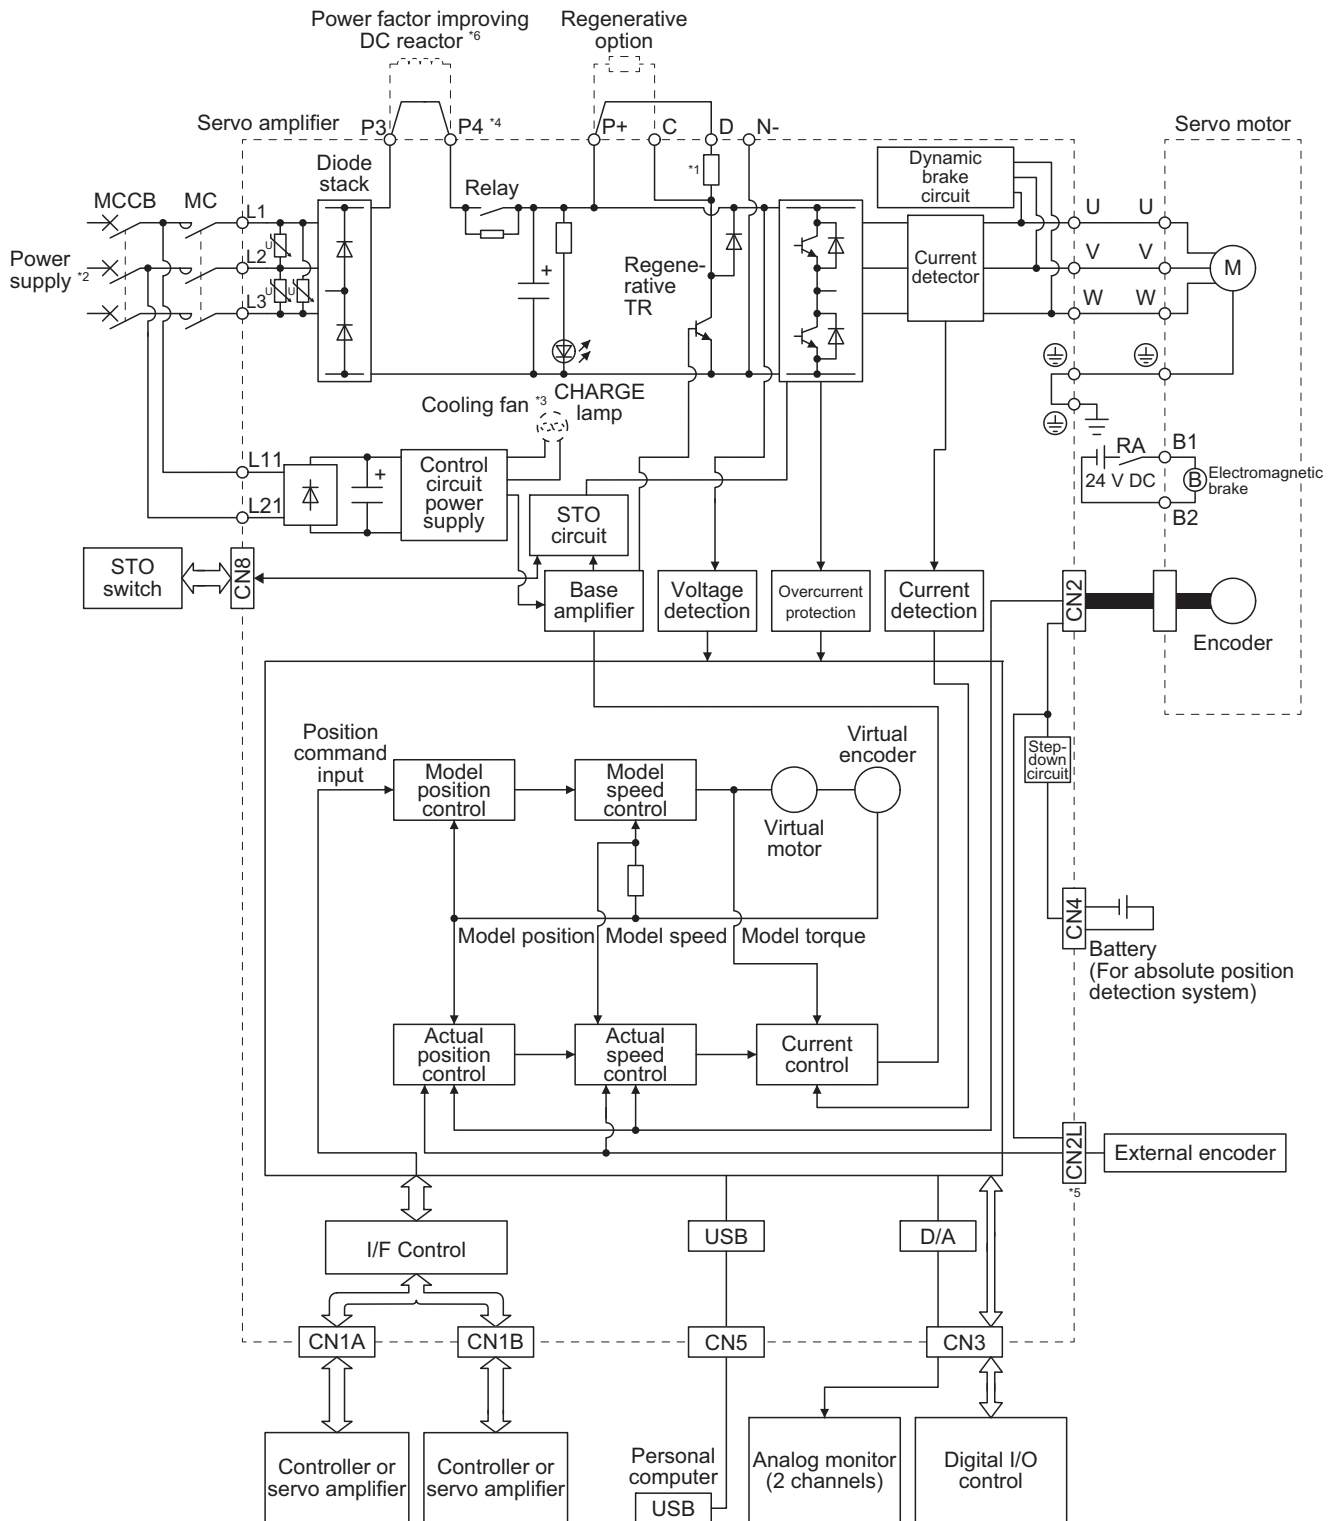 Power factor improving
DC reactor *6
Regenerative
option
Servo amplifier
P3
P4 *4
P+
C
D
N-
Servo motor
Diode
stack
Relay
*1
Dynamic
brake
circuit
MCCB
MC
L1
L2
L3
U
U
U
Power
supply *2
Regene-
rative
TR
Current
detector
U
V
W
U
V
W
M
Cooling fan *3
CHARGE
lamp
L11
L21
+
+
Control
circuit
power
supply
STO
circuit
RA
24 V DC
B1
B
Electromagnetic
brake
B2
STO
switch
CN8
Base
amplifier
Voltage
detection
Overcurrent
protection
Current
detection
CN2
Encoder
Position
command
input
Model
position
control
Model
speed
control
Virtual
encoder
Virtual
motor
Step-
down
circuit
Model position
Model speed
Model torque
CN4
Battery
(For absolute position
detection system)
Actual
position
control
Actual
speed
control
Current
control
CN2L
*5
External encoder
I/F Control
USB
D/A
CN1A
CN1B
CN5
CN3
Controller or
servo amplifier
Controller or
servo amplifier
Personal
computer
USB
Analog monitor
(2 channels)
Digital I/O
control